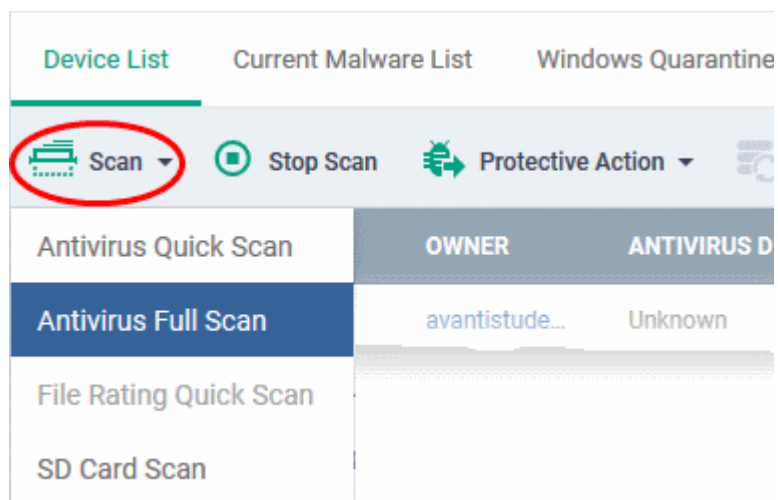 Device List Current Malware List Windows Quarantine
Scan Stop Scan Protective Action
Antivirus Quick Scan OWNER ANTIVIRUS D
Antivirus Full Scan avantistude... Unknown
File Rating Quick Scan
SD Card Scan